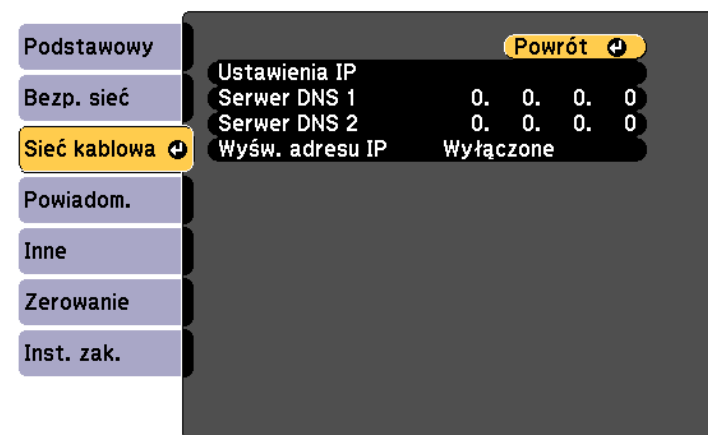 Podstawowy
Bezp. sieć
Sieć kablowa
Powiadom.
Inne
Zerowanie
Inst. zak.
Powrót
Ustawienia IP
Serwer DNS 1 0. 0. 0. 0
Serwer DNS 2 0. 0. 0. 0
Wyśw. adresu IP Wyłączone